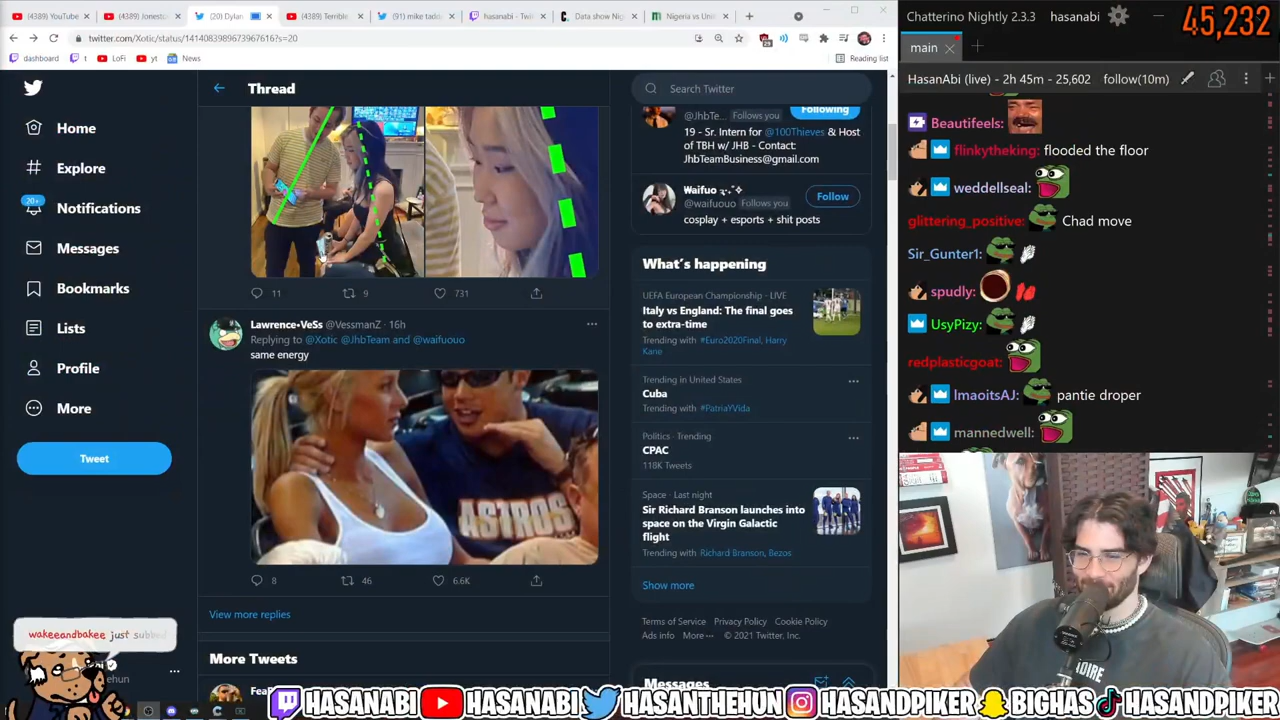 (4389) YouTube
(4389) Jonesto
(20) Dylan
(4389) Terrible
(91) mike tadd
hasanabi - Twit
Data show Nig
Nigeria vs Uni
twitter.com/Xotic/status/1414083989673967616?s=20
dashboard
t
LoFi
yt
News
Reading list
Thread
11
9
731
Lawrence•VeSs @VessmanZ · 16h
Replying to @Xotic @JhbTeam and @waifuouo
same energy
ASTROS
8
46
6.6K
View more replies
More Tweets
Home
Explore
20+
Notifications
Messages
Bookmarks
Lists
Profile
More
Tweet
wakeeandbakee just subbed
Search Twitter
@JhbTe... Follows you
Following
19 - Sr. Intern for @100Thieves & Host
of TBH w/ JHB - Contact:
JhbTeamBusiness@gmail.com
@waifuouo Follows you
Follow
cosplay + esports + shit posts
What's happening
UEFA European Championship · LIVE
Italy vs England: The final goes
to extra-time
Trending with #Euro2020Final, Harry
Kane
Trending in United States
Cuba
Trending with #PatriaYVida
Politics · Trending
CPAC
118K Tweets
Space · Last night
Sir Richard Branson launches into
space on the Virgin Galactic
flight
Trending with Richard Branson, Bezos
Show more
Terms of Service Privacy Policy Cookie Policy
Ads info More ··· © 2021 Twitter, Inc.
Messages
Chatterino Nightly 2.3.3
hasanabi
45,232
main
HasanAbi (live) - 2h 45m - 25,602
follow(10m)
Beautifeels:
flinkytheking: flooded the floor
weddellseal:
glittering_positive: Chad move
Sir_Gunter1:
spudly:
UsyPizy:
redplasticgoat:
lmaoitsAJ: pantie droper
mannedwell:
HASANABI
HASANABI
HASANTHEHUN
HASANDPIKER
BIGHAS
HASANDPIKER